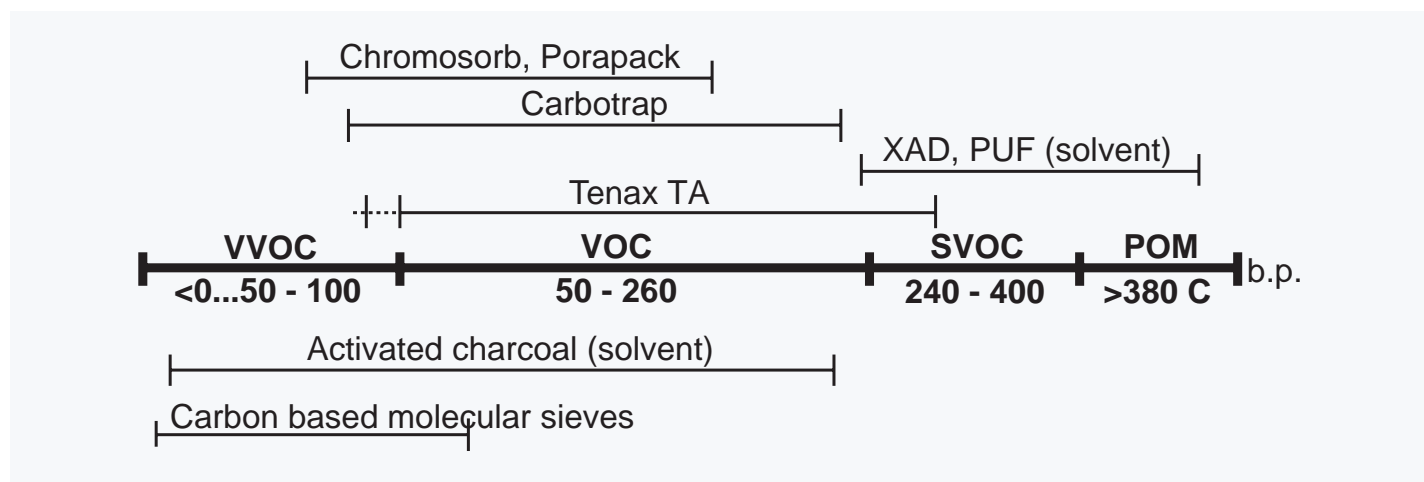 Chromosorb, Porapack
Carbotrap
XAD, PUF (solvent)
Tenax TA
VVOC VOC SVOC POM
<0...50 - 100 50 - 260 240 - 400 >380 C b.p.
Activated charcoal (solvent)
Carbon based molecular sieves